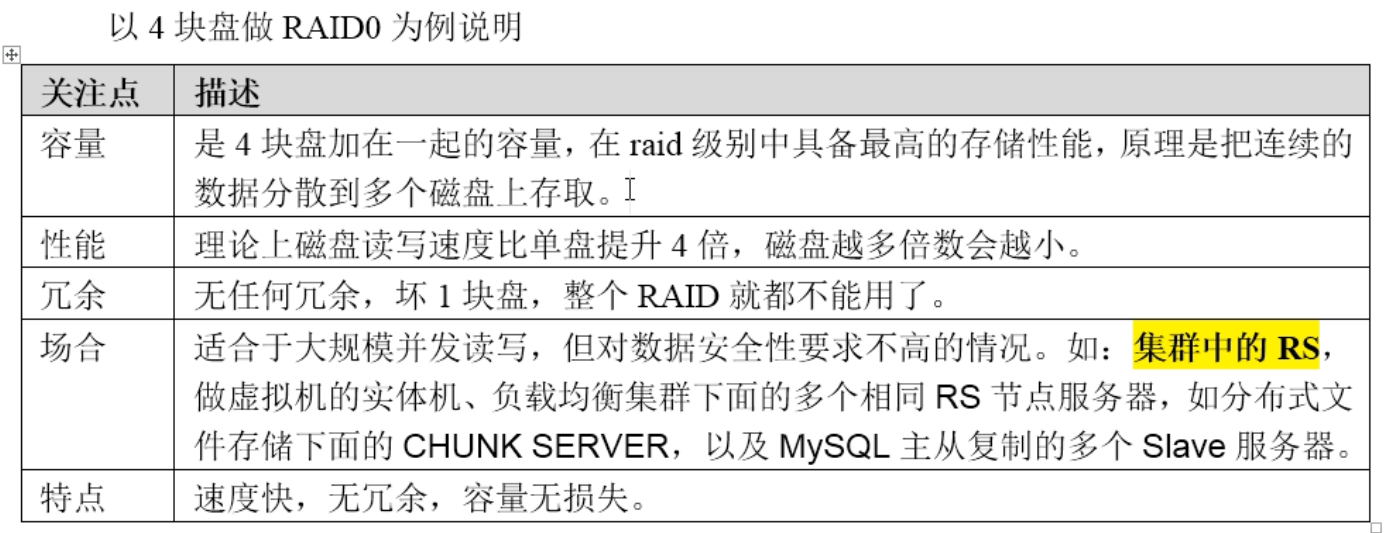 以 4 块盘做 RAID0 为例说明
关注点 描述
容量 是 4 块盘加在一起的容量，在 raid 级别中具备最高的存储性能，原理是把连续的
数据分散到多个磁盘上存取。
性能 理论上磁盘读写速度比单盘提升 4 倍，磁盘越多倍数会越小。
冗余 无任何冗余，坏 1 块盘，整个 RAID 就都不能用了。
场合 适合于大规模并发读写，但对数据安全性要求不高的情况。如：集群中的 RS，
做虚拟机的实体机、负载均衡集群下面的多个相同 RS 节点服务器，如分布式文
件存储下面的 CHUNK SERVER，以及 MySQL 主从复制的多个 Slave 服务器。
特点 速度快，无冗余，容量无损失。